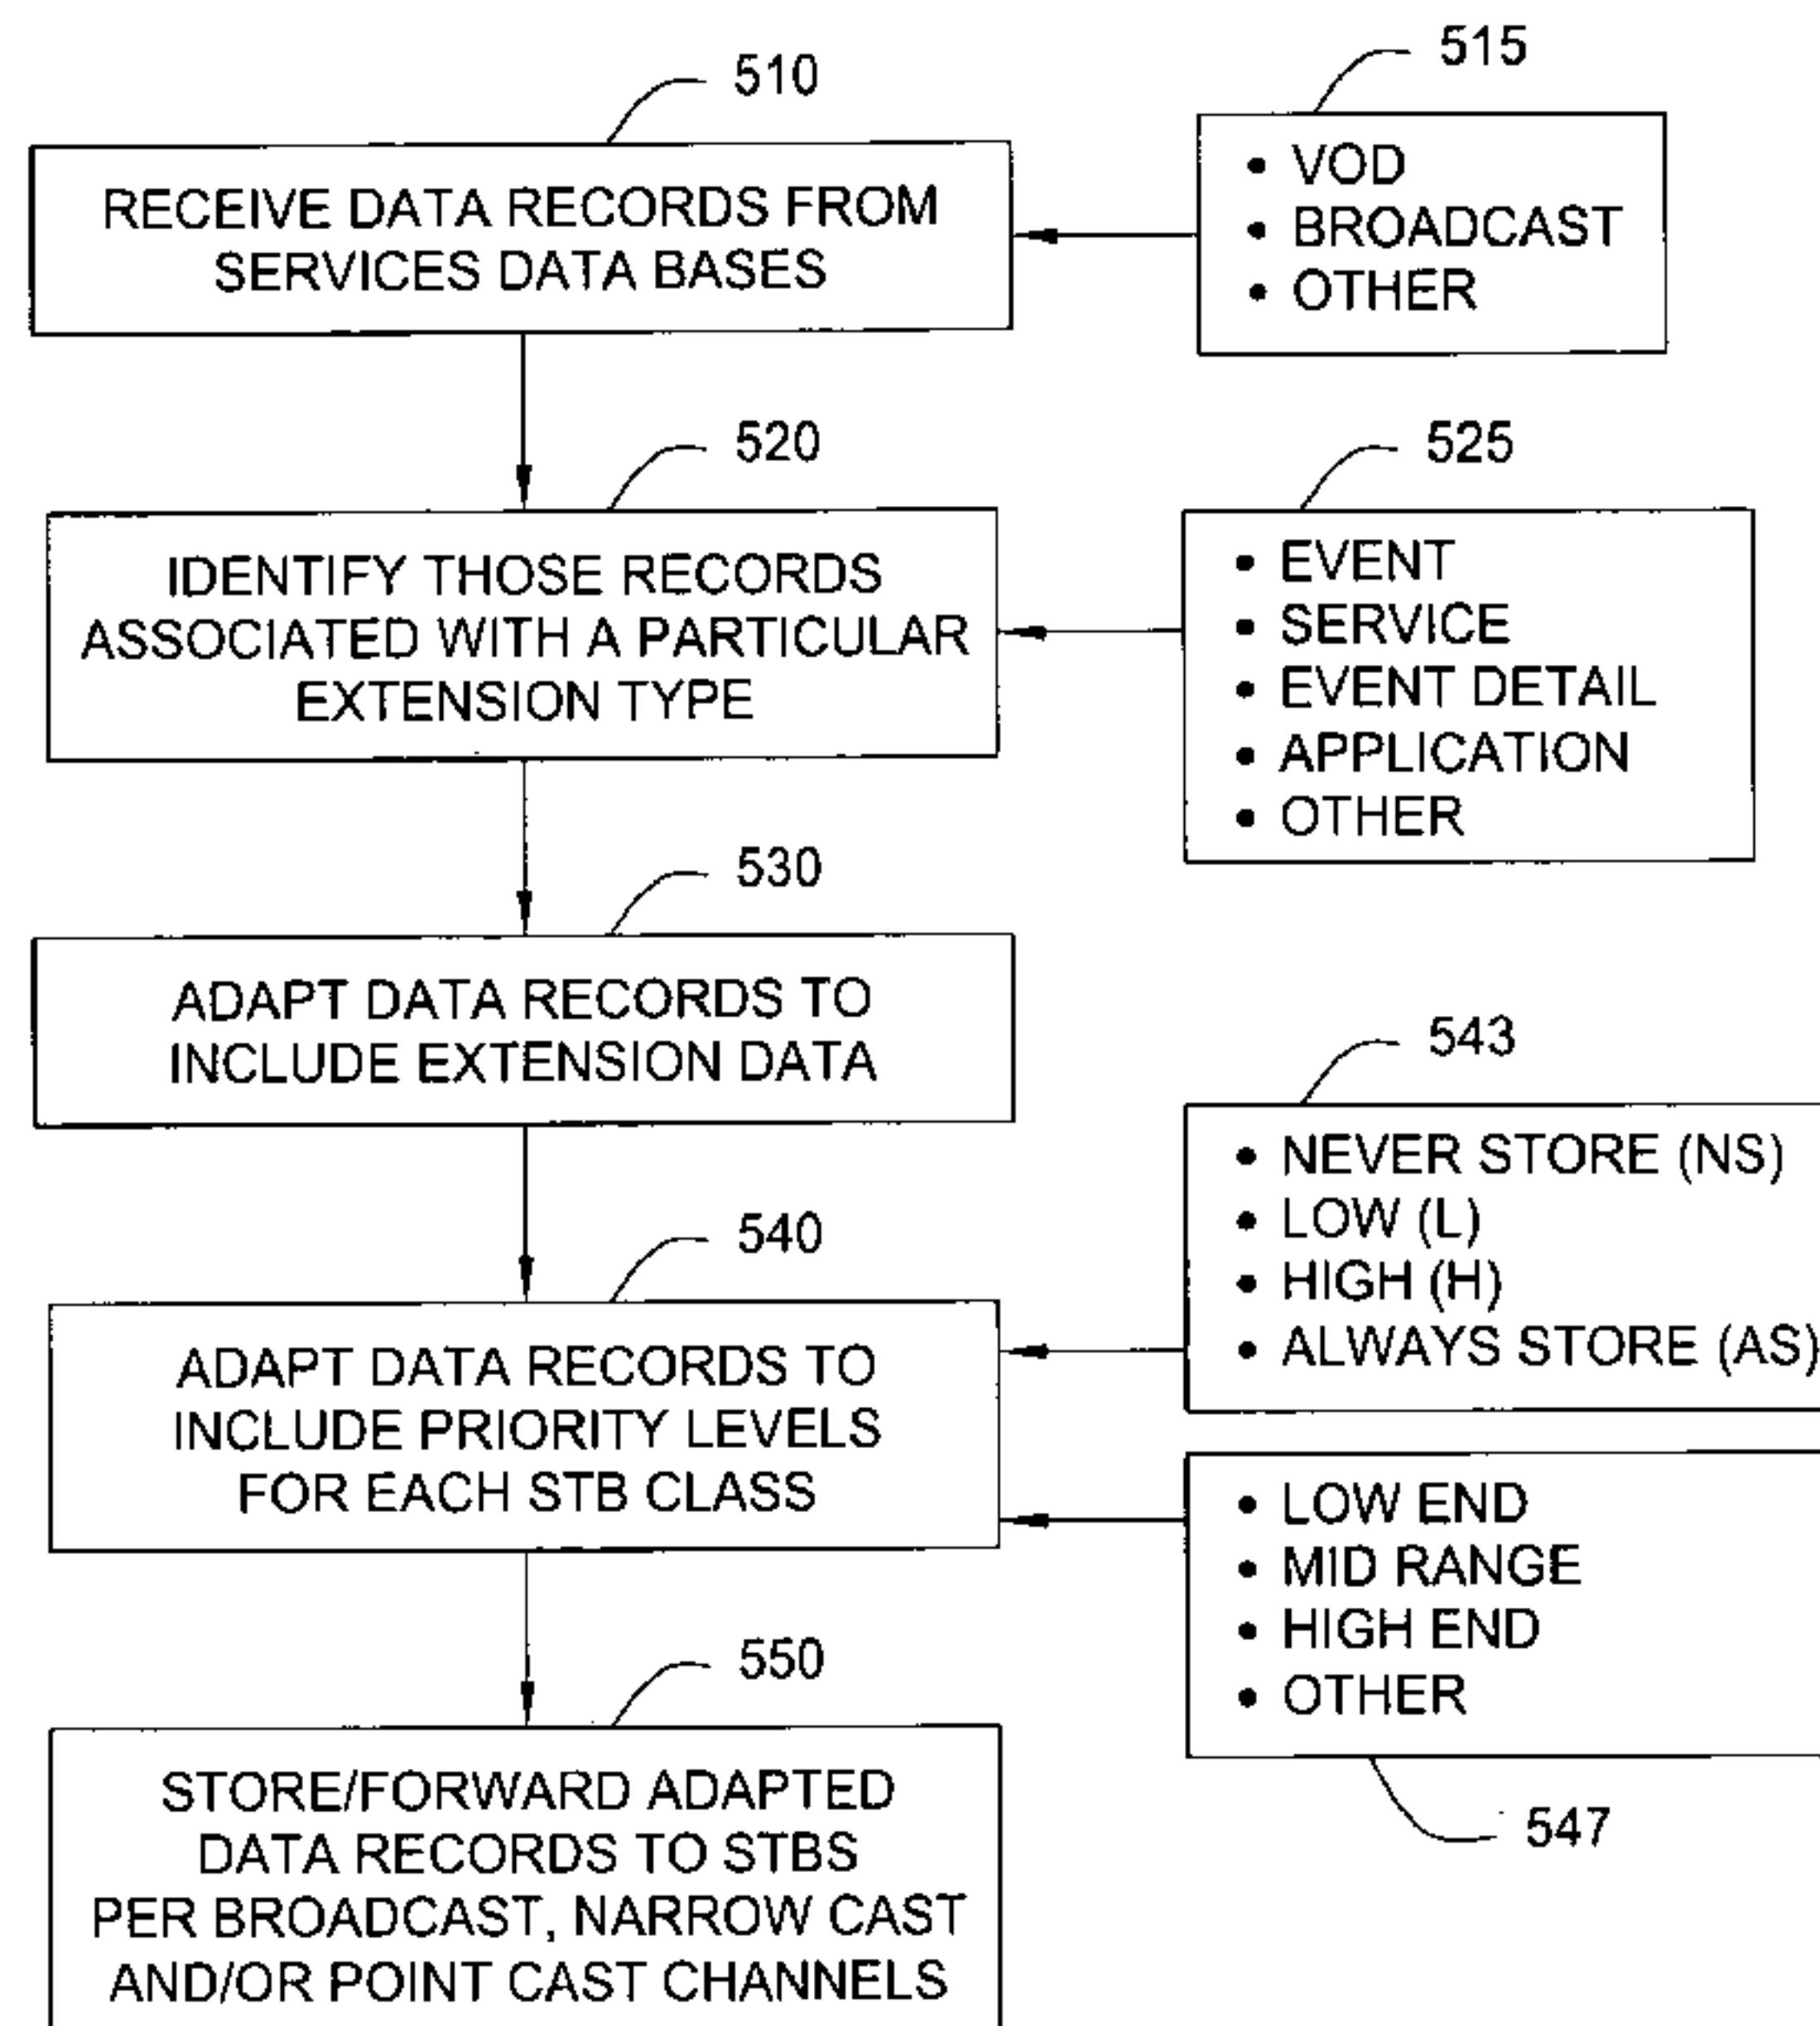 510
515
RECEIVE DATA RECORDS FROM
SERVICES DATA BASES
• VOD
• BROADCAST
• OTHER
520
525
IDENTIFY THOSE RECORDS
ASSOCIATED WITH A PARTICULAR
EXTENSION TYPE
• EVENT
• SERVICE
• EVENT DETAIL
• APPLICATION
• OTHER
530
ADAPT DATA RECORDS TO
INCLUDE EXTENSION DATA
543
• NEVER STORE (NS)
• LOW (L)
• HIGH (H)
• ALWAYS STORE (AS)
540
ADAPT DATA RECORDS TO
INCLUDE PRIORITY LEVELS
FOR EACH STB CLASS
• LOW END
• MID RANGE
• HIGH END
• OTHER
547
550
STORE/FORWARD ADAPTED
DATA RECORDS TO STBS
PER BROADCAST, NARROW CAST
AND/OR POINT CAST CHANNELS